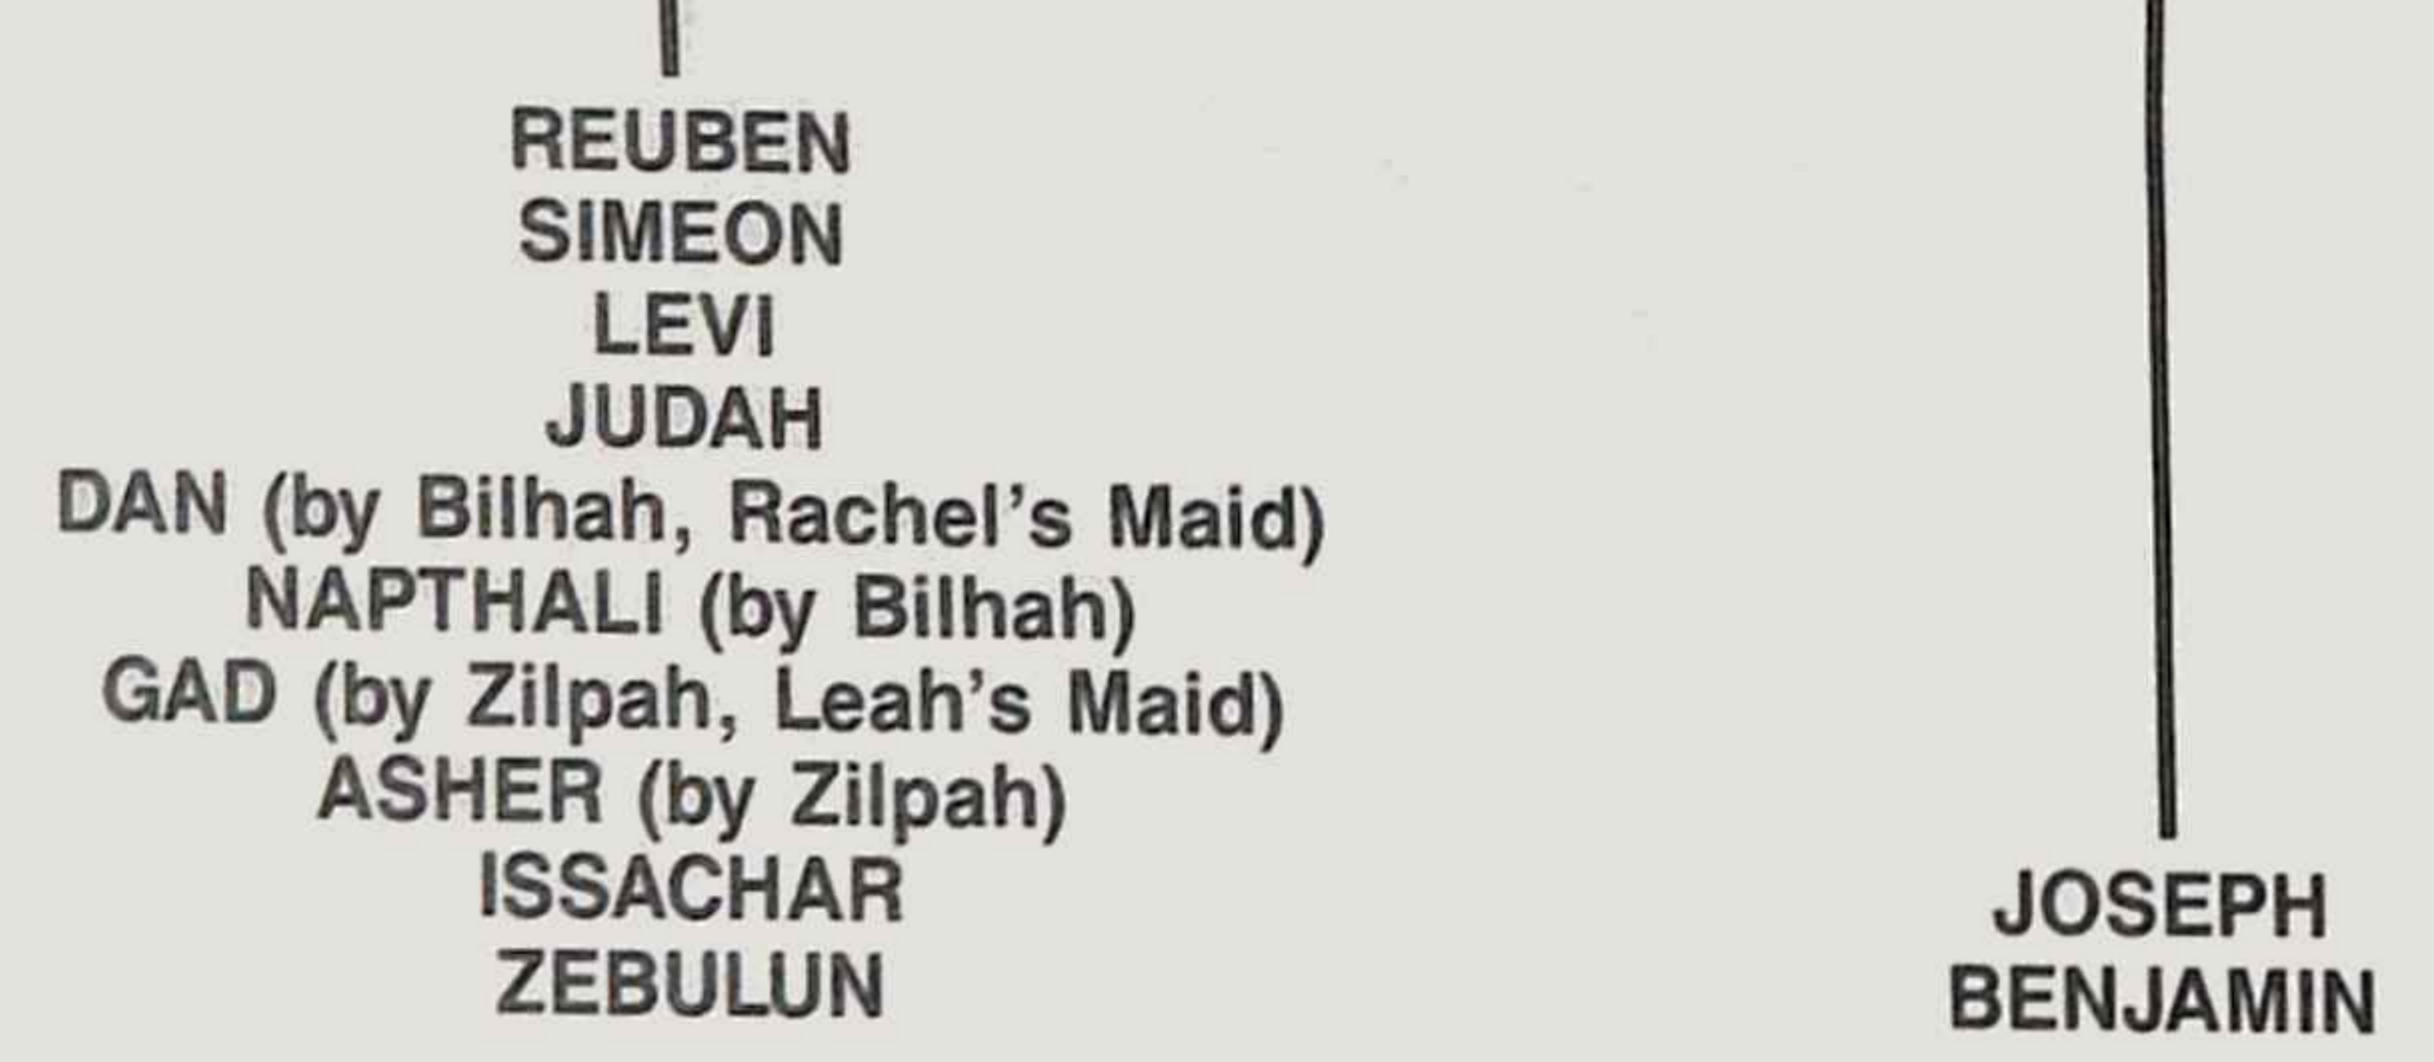 REUBEN
SIMEON
LEVI
JUDAH
DAN (by Bilhah, Rachel's Maid)
NAPTHALI (by Bilhah)
GAD (by Zilpah, Leah's Maid)
ASHER (by Zilpah)
ISSACHAR
ZEBULUN
JOSEPH
BENJAMIN